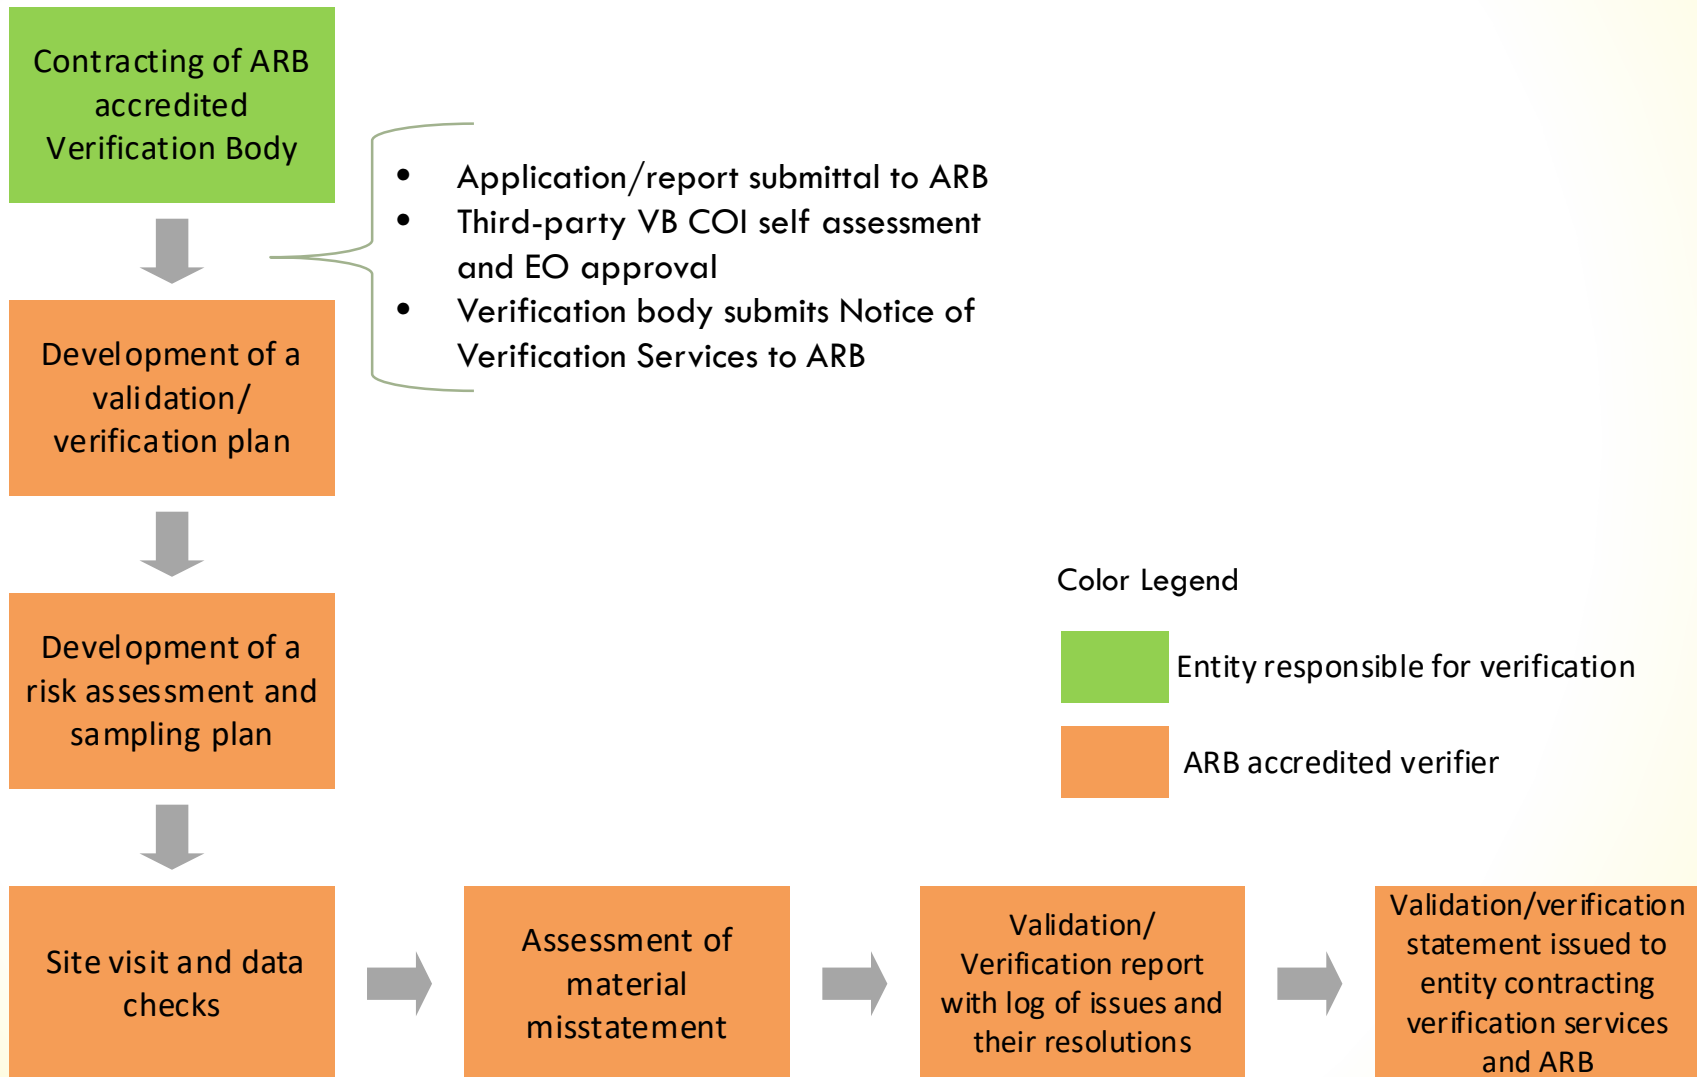 Contracting of ARB
accredited
Verification Body
• Application/report submittal to ARB
• Third-party VB COI self assessment
and EO approval
• Verification body submits Notice of
Verification Services to ARB
Development of a
validation/
verification plan
Development of a
risk assessment and
sampling plan
Color Legend
Entity responsible for verification
ARB accredited verifier
Site visit and data
checks
Assessment of
material
misstatement
Validation/
Verification report
with log of issues and
their resolutions
Validation/verification
statement issued to
entity contracting
verification services
and ARB